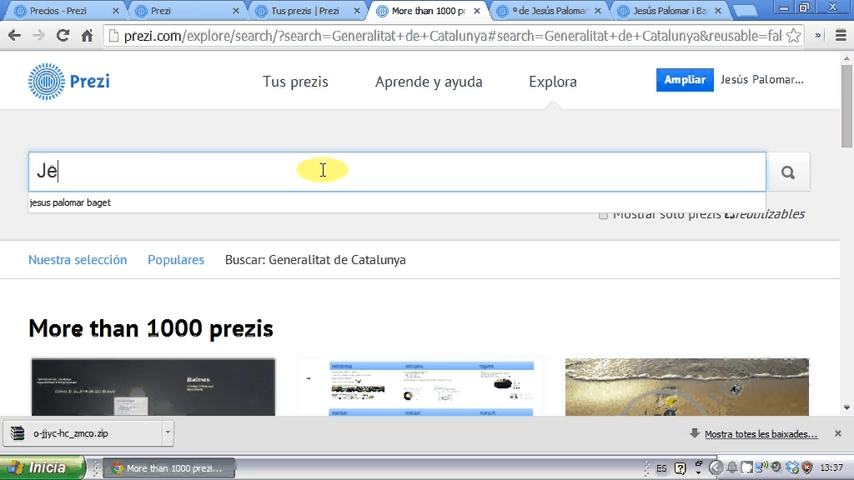 Precios - Prezi
Prezi
Tus prezis | Prezi
More than 1000 pr
º de Jesús Palomar
Jesús Palomar i Bag
prezi.com/explore/search/?search=Generalitat+de+Catalunya#search=Generalitat+de+Catalunya&reusable=fal
»
Prezi
Tus prezis
Aprende y ayuda
Explora
Ampliar
Jesús Palomar...
Je
jesus palomar baget
Mostrar solo prezis reutilizables
Nuestra selección
Populares
Buscar: Generalitat de Catalunya
More than 1000 prezis
Baimes
o-jjyc-hc_zmco.zip
Mostra totes les baixades...
Inicia
More than 1000 prezi...
ES
13:37